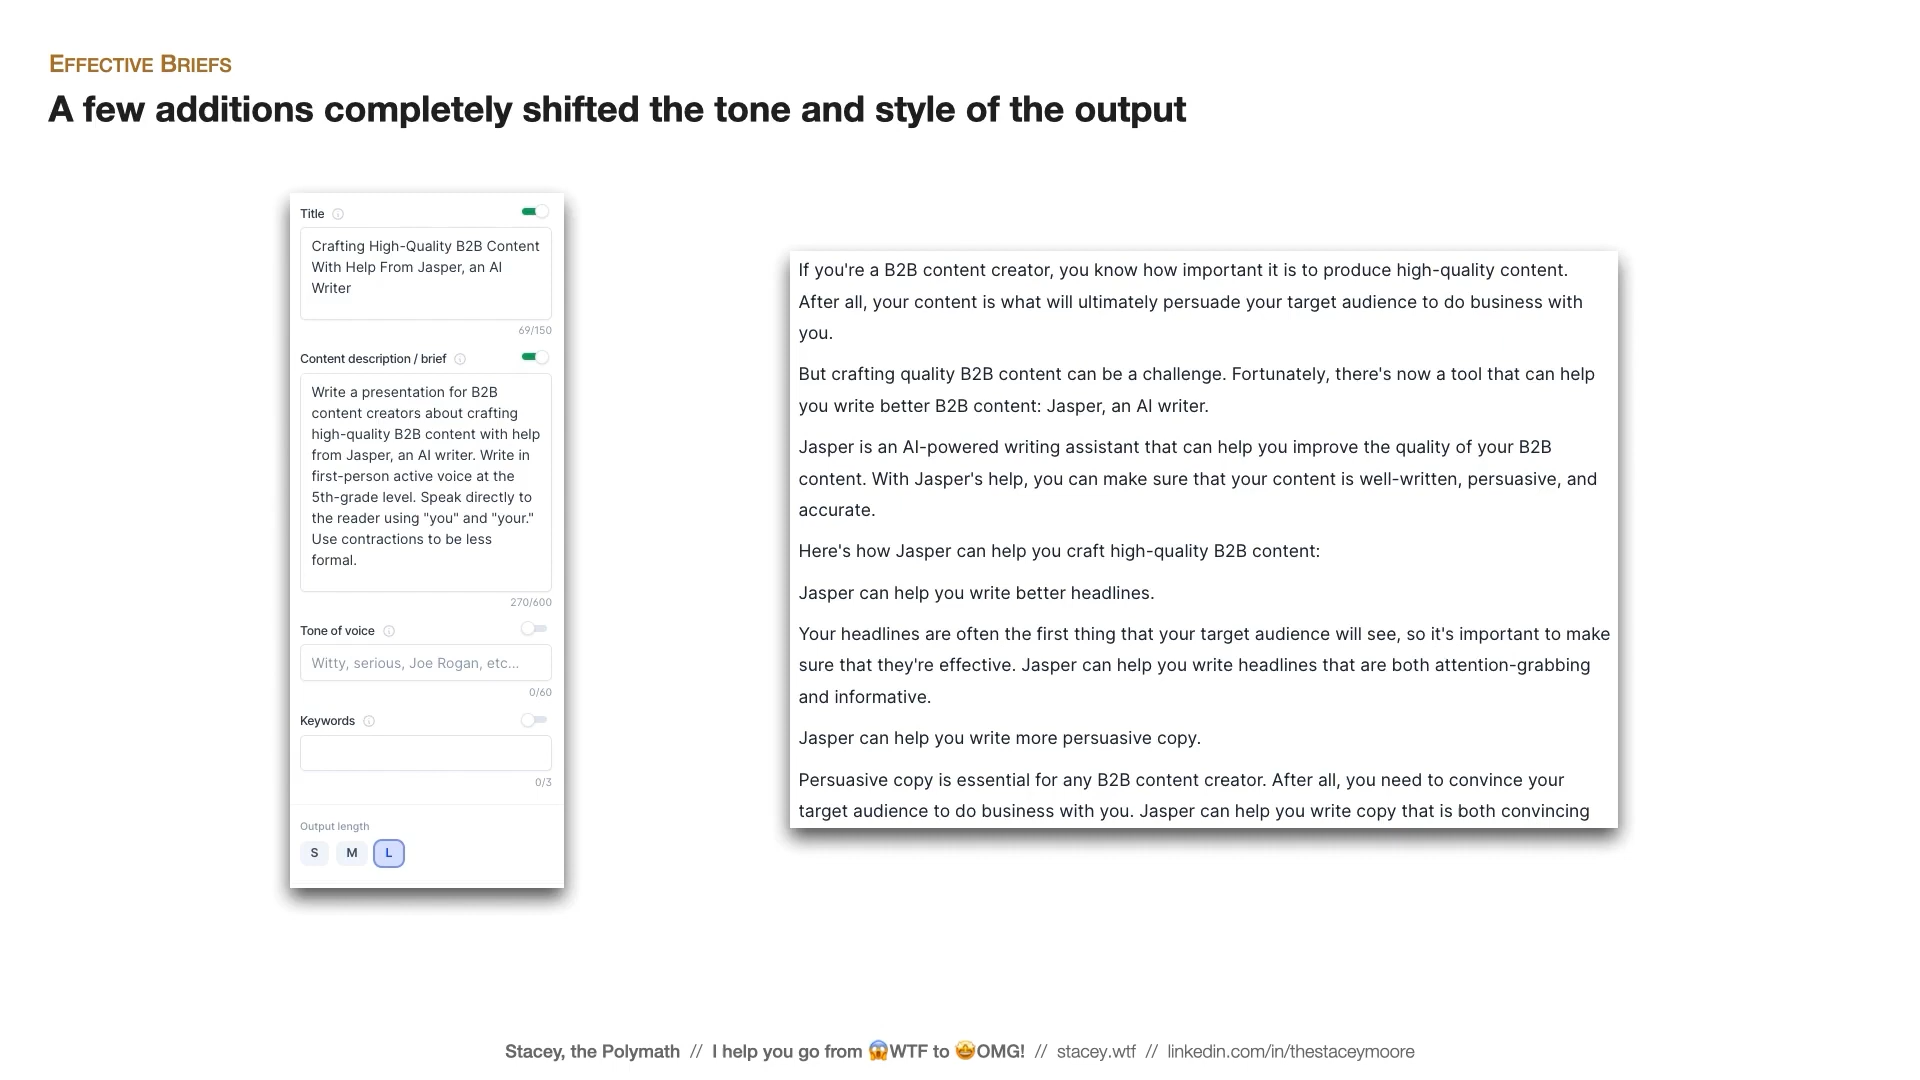 EFFECTIVE BRIEFS
A few additions completely shifted the tone and style of the output
Title
Crafting High-Quality B2B Content
With Help From Jasper, an AI
Writer
69/150
Content description / brief
Write a presentation for B2B
content creators about crafting
high-quality B2B content with help
from Jasper, an AI writer. Write in
first-person active voice at the
5th-grade level. Speak directly to
the reader using "you" and "your."
Use contractions to be less
formal.
270/600
Tone of voice
Witty, serious, Joe Rogan, etc...
0/60
Keywords
0/3
Output length
S M L
If you're a B2B content creator, you know how important it is to produce high-quality content.
After all, your content is what will ultimately persuade your target audience to do business with
you.
But crafting quality B2B content can be a challenge. Fortunately, there's now a tool that can help
you write better B2B content: Jasper, an AI writer.
Jasper is an AI-powered writing assistant that can help you improve the quality of your B2B
content. With Jasper's help, you can make sure that your content is well-written, persuasive, and
accurate.
Here's how Jasper can help you craft high-quality B2B content:
Jasper can help you write better headlines.
Your headlines are often the first thing that your target audience will see, so it's important to make
sure that they're effective. Jasper can help you write headlines that are both attention-grabbing
and informative.
Jasper can help you write more persuasive copy.
Persuasive copy is essential for any B2B content creator. After all, you need to convince your
target audience to do business with you. Jasper can help you write copy that is both convincing
Stacey, the Polymath // I help you go from 😱WTF to 🤩OMG! // stacey.wtf // linkedin.com/in/thestaceymoore